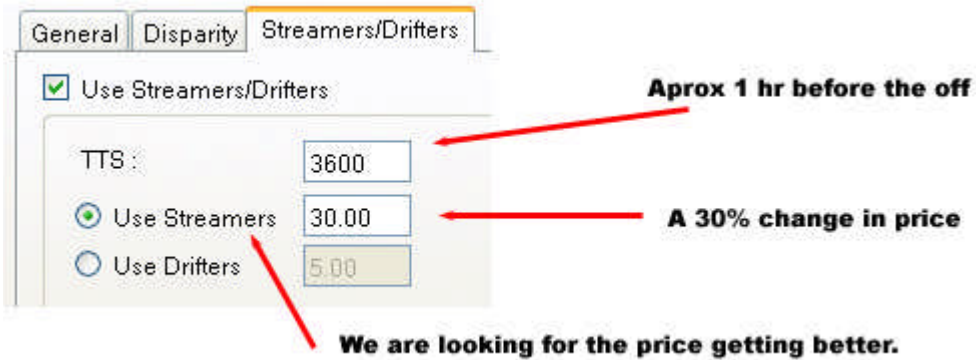 General Disparity Streamers/Drifters
Use Streamers/Drifters
Aprox 1 hr before the off
TTS : 3600
Use Streamers 30.00
A 30% change in price
Use Drifters 5.00
We are looking for the price getting better.